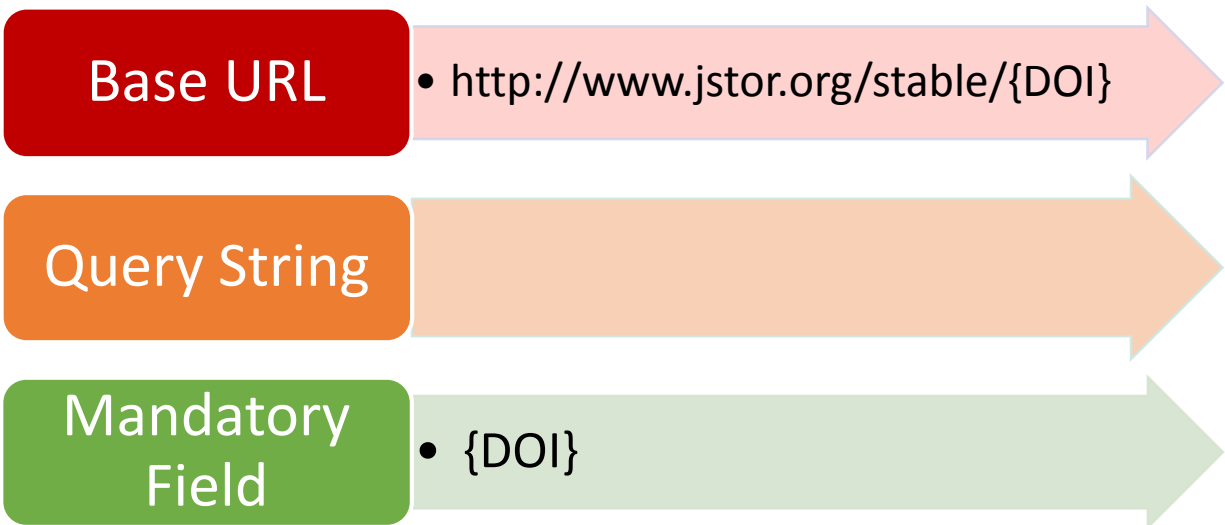 Base URL
• http://www.jstor.org/stable/{DOI}
Query String
Mandatory
Field
• {DOI}